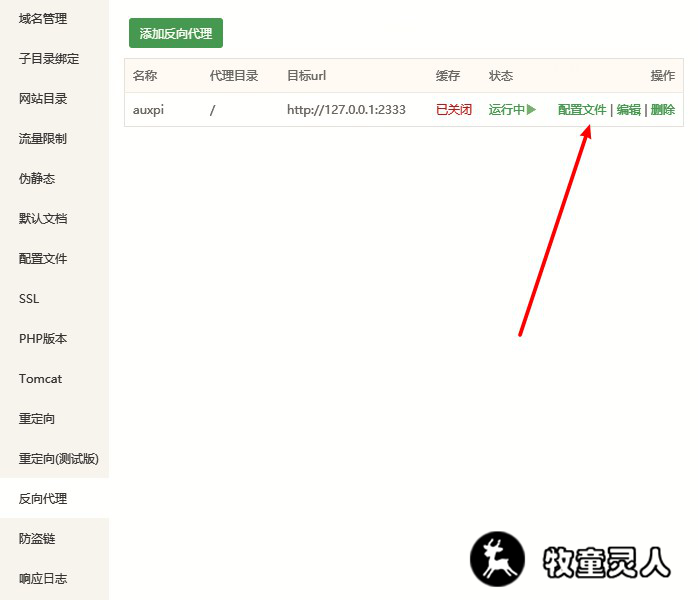 域名管理
子目录绑定
网站目录
流量限制
伪静态
默认文档
配置文件
SSL
PHP版本
Tomcat
重定向
重定向(测试版)
反向代理
防盗链
响应日志
添加反向代理
名称 代理目录 目标url 缓存 状态 操作
auxpi / http://127.0.0.1:2333 已关闭 运行中 配置文件 | 编辑 | 删除
牧童灵人